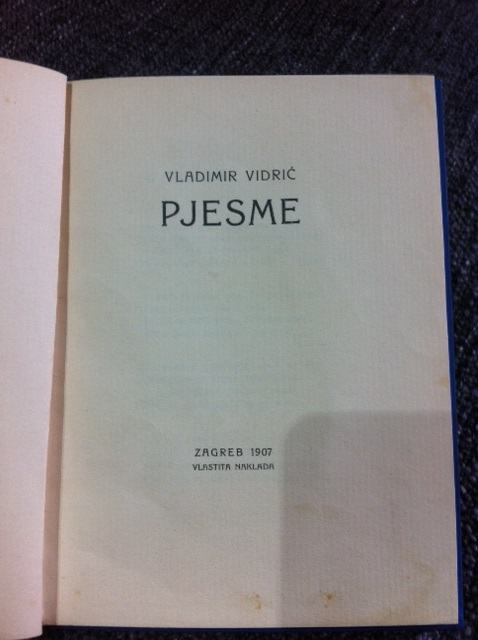 VLADIMIR VIDRIĆ
PJESME
ZAGREB 1907
VLASTITA NAKLADA